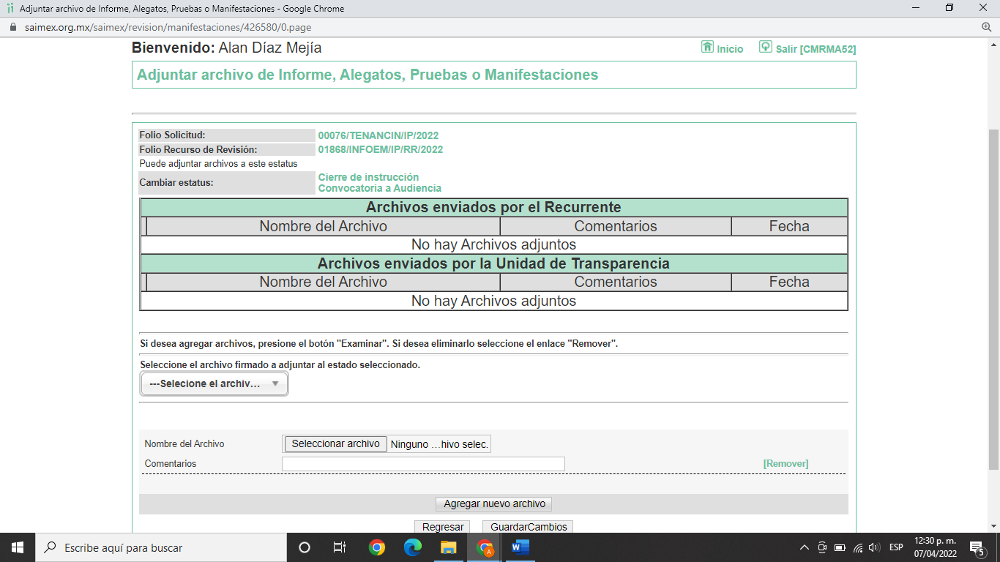 Adjuntar archivo de Informe, Alegatos, Pruebas o Manifestaciones - Google Chrome
saimex.org.mx/saimex/revision/manifestaciones/426580/0.page
Bienvenido: Alan Díaz Mejía
Inicio
Salir [CMRMA52]
Adjuntar archivo de Informe, Alegatos, Pruebas o Manifestaciones
Folio Solicitud: 00076/TENANCIN/IP/2022
Folio Recurso de Revisión: 01868/INFOEM/IP/RR/2022
Puede adjuntar archivos a este estatus
Cambiar estatus: Cierre de instrucción
Convocatoria a Audiencia
Archivos enviados por el Recurrente
Nombre del Archivo Comentarios Fecha
No hay Archivos adjuntos
Archivos enviados por la Unidad de Transparencia
Nombre del Archivo Comentarios Fecha
No hay Archivos adjuntos
Si desea agregar archivos, presione el botón "Examinar". Si desea eliminarlo seleccione el enlace "Remover".
Seleccione el archivo firmado a adjuntar al estado seleccionado.
---Selecione el archiv...
Nombre del Archivo Seleccionar archivo Ninguno ...hivo selec.
Comentarios [Remover]
Agregar nuevo archivo
Regresar GuardarCambios
Escribe aquí para buscar
A
W
ESP
12:30 p. m.
07/04/2022
5